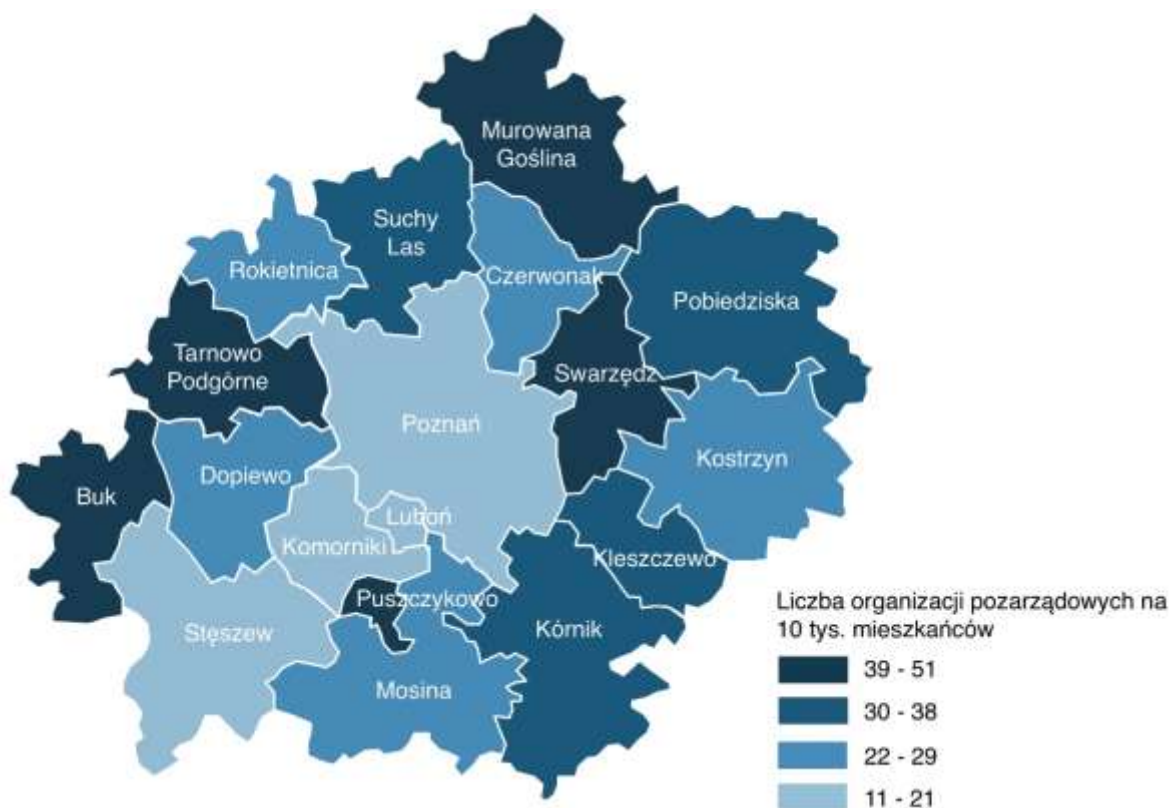 Murowana
Goślina
Suchy
Las
Rokietnica
Czerwonak
Pobiedziska
Tarnowo
Podgórne
Swarzędz
Poznań
Kostrzyn
Dopiewo
Buk
Luboń
Komorniki
Kleszczewo
Puszczykowo
Stęszew
Kórnik
Mosina
Liczba organizacji pozarządowych na
10 tys. mieszkańców
39 - 51
30 - 38
22 - 29
11 - 21